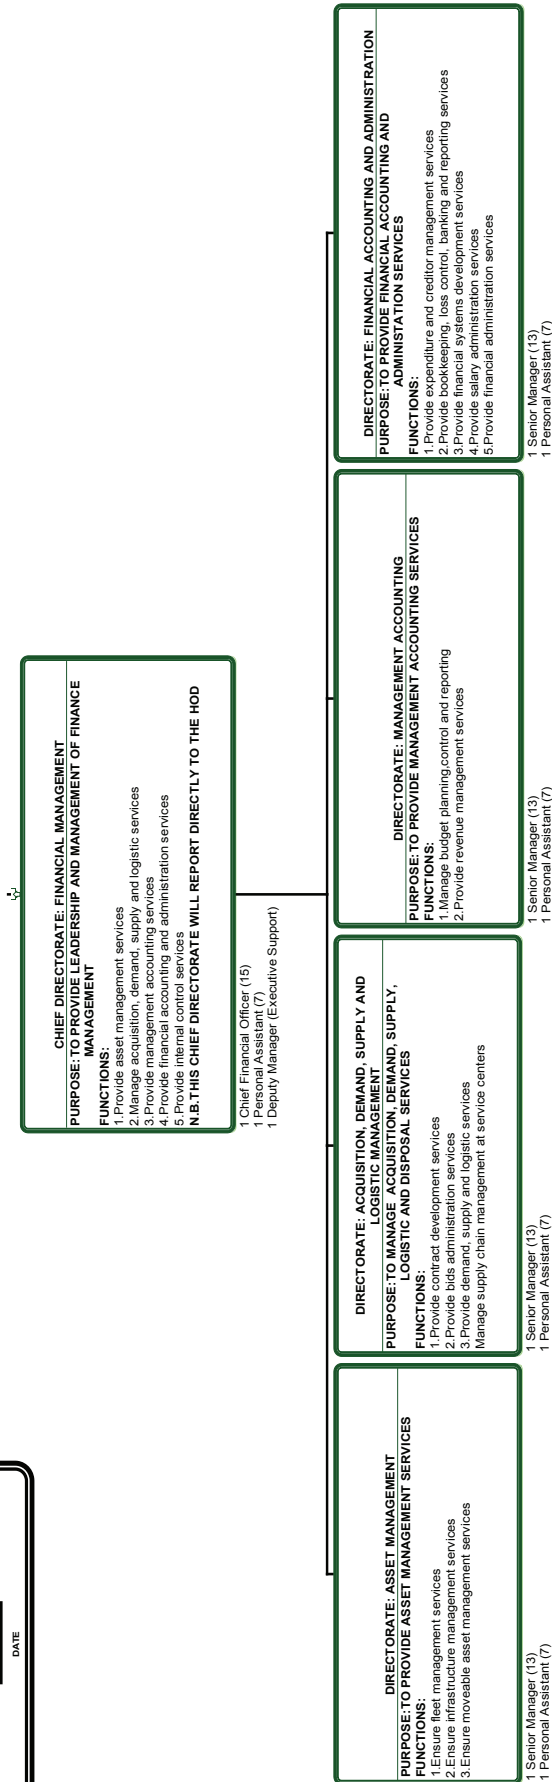 DATE
CHIEF DIRECTORATE: FINANCIAL MANAGEMENT
PURPOSE:TO PROVIDE LEADERSHIP AND MANAGEMENT OF FINANCE
MANAGEMENT
FUNCTIONS:
1.Provide asset management services
2.Manage acquisition, demand, supply and logistic services
3.Provide management accounting services
4.Provide financial accounting and administration services
5.Provide internal control services
N.B.THIS CHIEF DIRECTORATE WILL REPORT DIRECTLY TO THE HOD
1 Chief Financial Officer (15)
1 Personal Assistant (7)
1 Deputy Manager (Executive Support)
DIRECTORATE: ASSET MANAGEMENT
PURPOSE:TO PROVIDE ASSET MANAGEMENT SERVICES
FUNCTIONS:
1.Ensure fleet management services
2.Ensure infrastructure management services
3.Ensure moveable asset management services
1 Senior Manager (13)
1 Personal Assistant (7)
DIRECTORATE: ACQUISITION, DEMAND, SUPPLY AND
LOGISTIC MANAGEMENT
PURPOSE:TO MANAGE ACQUISITION, DEMAND, SUPPLY,
LOGISTIC AND DISPOSAL SERVICES
FUNCTIONS:
1.Provide contract development services
2.Provide bids administration services
3.Provide demand, supply and logistic services
Manage supply chain management at service centers
1 Senior Manager (13)
1 Personal Assistant (7)
DIRECTORATE: MANAGEMENT ACCOUNTING
PURPOSE:TO PROVIDE MANAGEMENT ACCOUNTING SERVICES
FUNCTIONS:
1.Manage budget planning,control and reporting
2.Provide revenue management services
1 Senior Manager (13)
1 Personal Assistant (7)
DIRECTORATE: FINANCIAL ACCOUNTING AND ADMINISTRATION
PURPOSE:TO PROVIDE FINANCIAL ACCOUNTING AND
ADMINISTATION SERVICES
FUNCTIONS:
1.Provide expenditure and creditor management services
2.Provide bookkeeping, loss control, banking and reporting services
3.Provide financial systems development services
4.Provide salary administration services
5.Provide financial administration services
1 Senior Manager (13)
1 Personal Assistant (7)